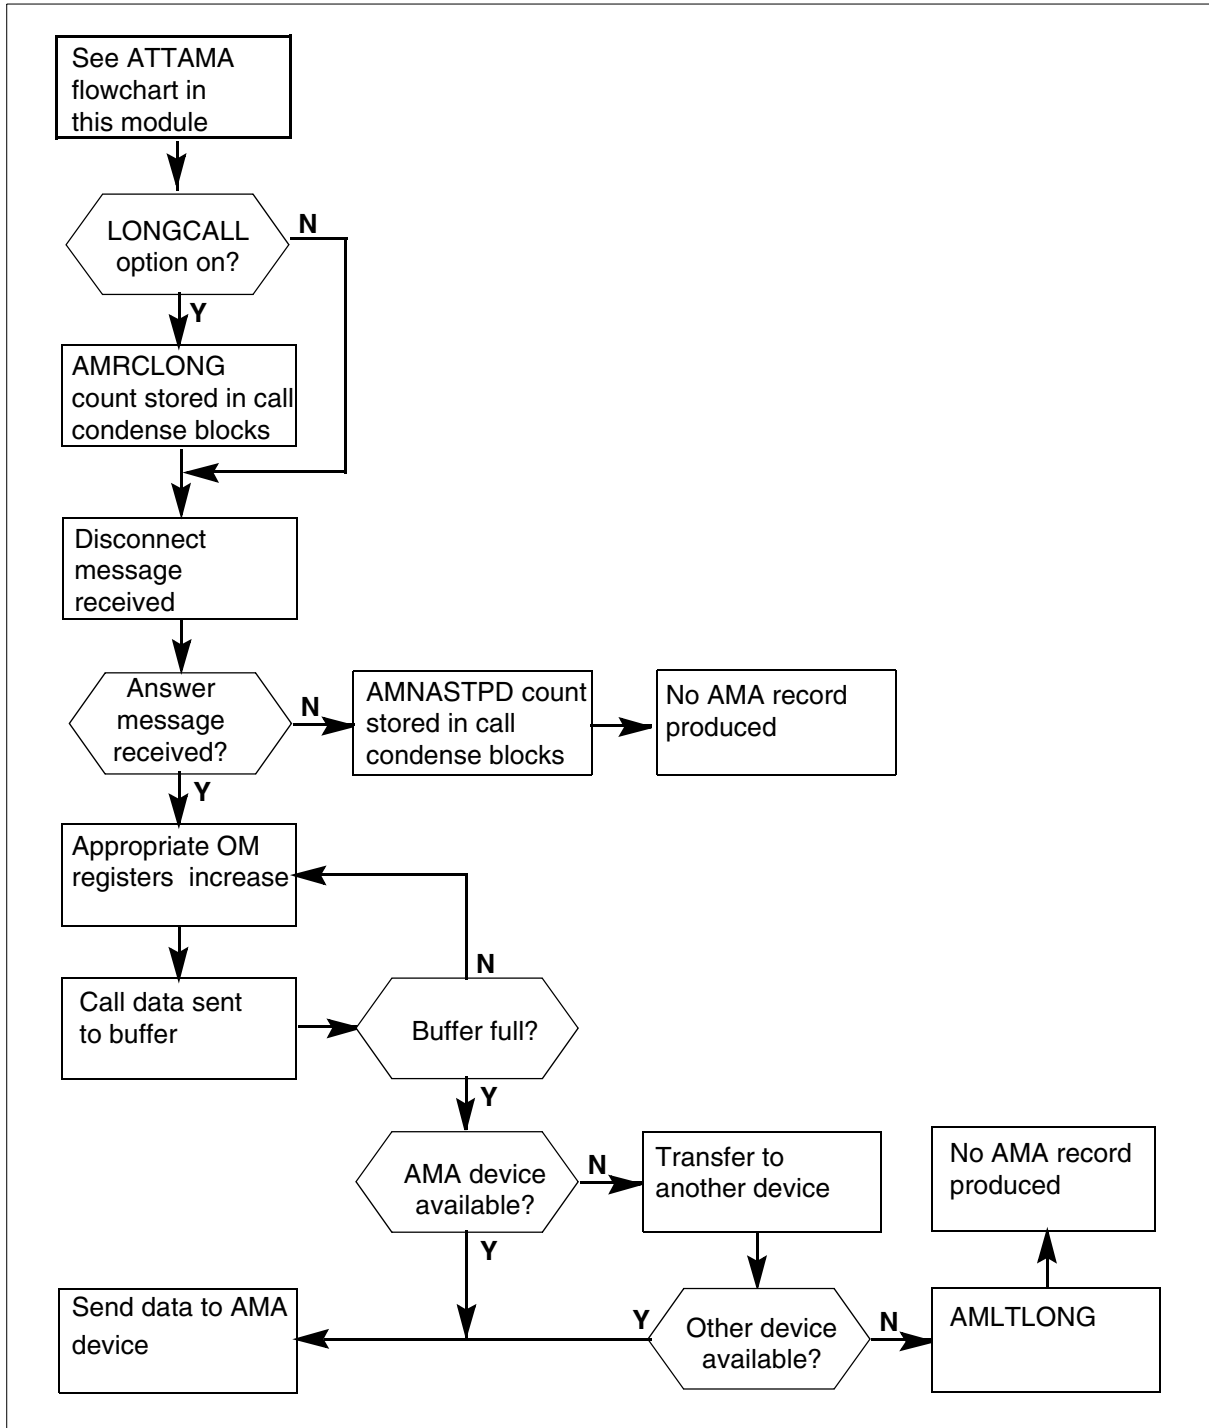 See ATTAMA
flowchart in
this module
LONGCALL
option on?
N
Y
AMRCLONG
count stored in call
condense blocks
Disconnect
message
received
Answer
message
received?
N
Y
AMNASTPD count
stored in call
condense blocks
No AMA record
produced
Appropriate OM
registers increase
Call data sent
to buffer
Buffer full?
N
Y
AMA device
available?
N
Y
Transfer to
another device
No AMA record
produced
Send data to AMA
device
Y
Other device
available?
N
AMLTLONG